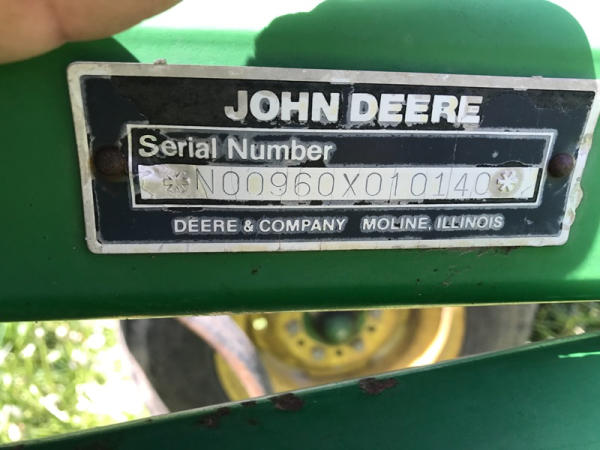 JOHN DEERE
Serial Number
*N00960X010140*
DEERE & COMPANY MOLINE, ILLINOIS